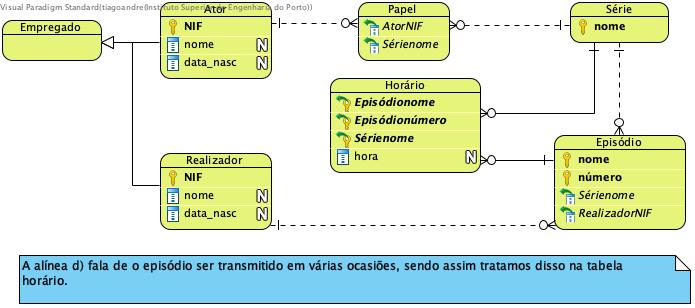 Visual Paradigm Standard(tiagoandre(Instituto Superior de Engenharia do Porto))
Empregado
Ator
NIF
nome N
data_nasc N
Papel
AtorNIF
Sérienome
Série
nome
Horário
Episódionome
Episódionúmero
Sérienome
hora N
Realizador
NIF
nome N
data_nasc N
Episódio
nome
número
Sérienome
RealizadorNIF
A alínea d) fala de o episódio ser transmitido em várias ocasiões, sendo assim tratamos disso na tabela
horário.